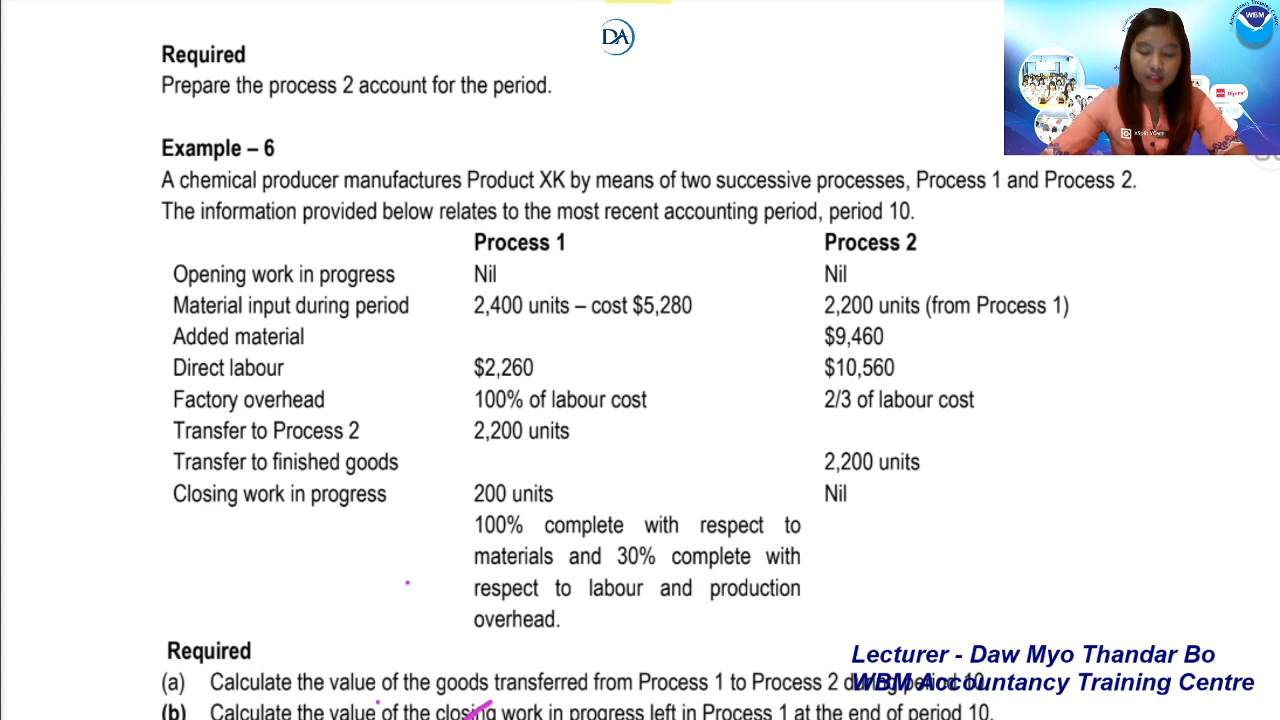 DA
WBM
Required
Prepare the process 2 account for the period.
Example – 6
A chemical producer manufactures Product XK by means of two successive processes, Process 1 and Process 2.
The information provided below relates to the most recent accounting period, period 10.
Process 1 Process 2
Opening work in progress Nil Nil
Material input during period 2,400 units – cost $5,280 2,200 units (from Process 1)
Added material $9,460
Direct labour $2,260 $10,560
Factory overhead 100% of labour cost 2/3 of labour cost
Transfer to Process 2 2,200 units
Transfer to finished goods 2,200 units
Closing work in progress 200 units Nil
100% complete with respect to
materials and 30% complete with
respect to labour and production
overhead.
Required
(a) Calculate the value of the goods transferred from Process 1 to Process 2 during period 10.
(b) Calculate the value of the closing work in progress left in Process 1 at the end of period 10.
Lecturer - Daw Myo Thandar Bo
WBM Accountancy Training Centre